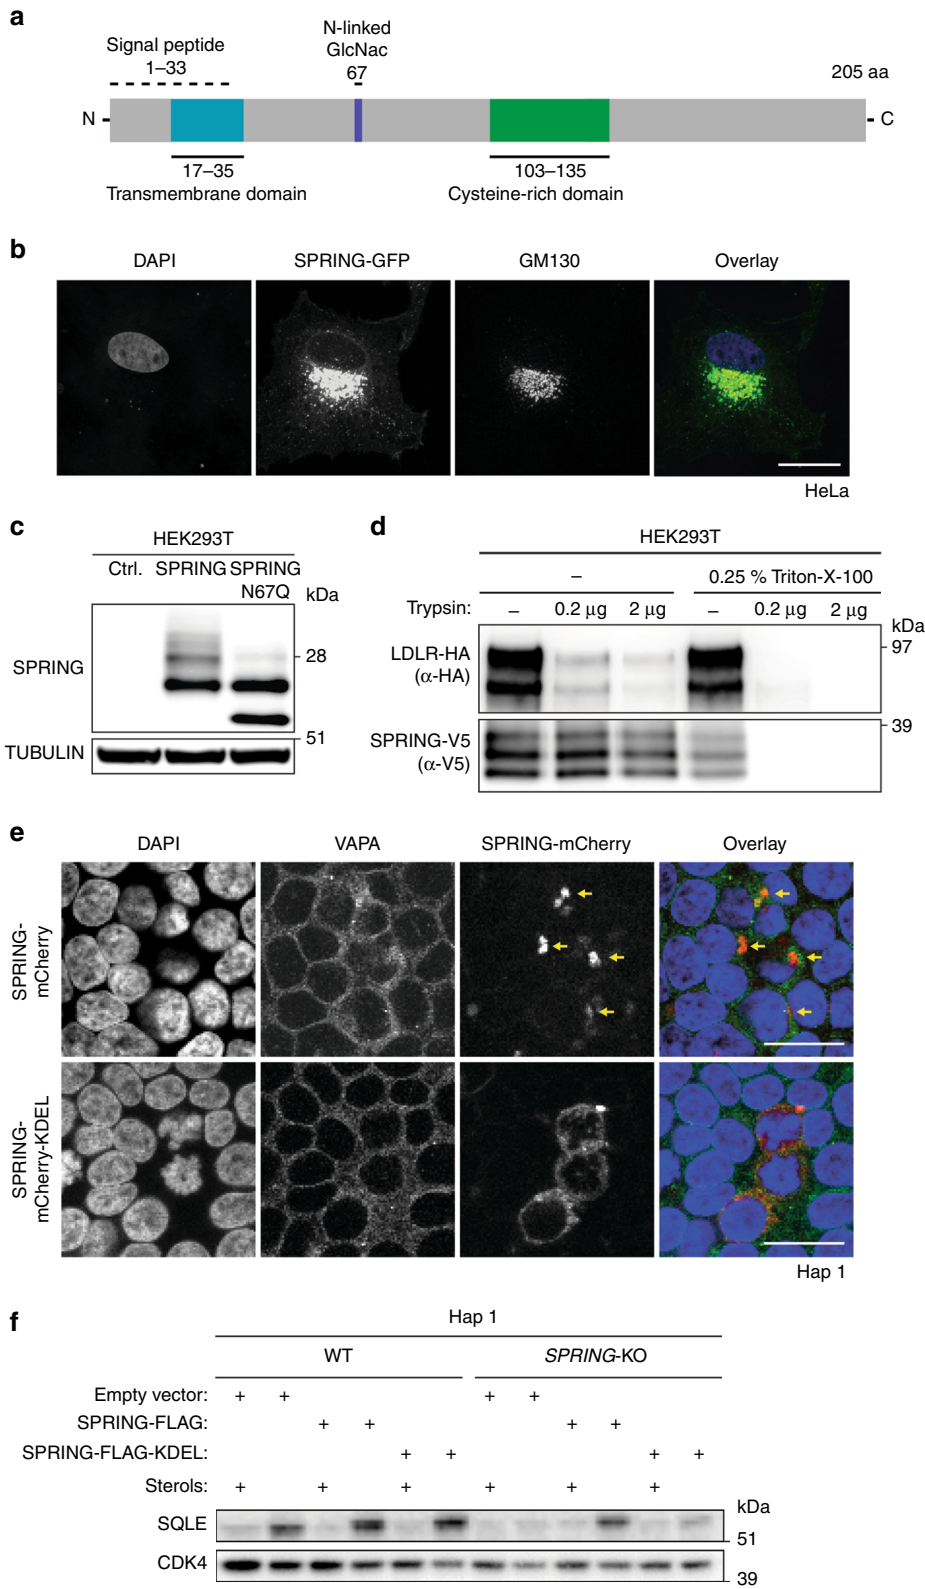 a
Signal peptide
1–33
N-linked
GlcNac
67
205 aa
N
C
17–35
Transmembrane domain
103–135
Cysteine-rich domain
b
DAPI
SPRING-GFP
GM130
Overlay
HeLa
c
HEK293T
Ctrl. SPRING SPRING
N67Q
kDa
SPRING
28
51
TUBULIN
d
HEK293T
–
0.25 % Triton-X-100
Trypsin: – 0.2 µg 2 µg – 0.2 µg 2 µg
kDa
LDLR-HA
(α-HA)
97
39
SPRING-V5
(α-V5)
e
DAPI
VAPA
SPRING-mCherry
Overlay
SPRING-
mCherry
SPRING-
mCherry-KDEL
Hap 1
f
Hap 1
WT
SPRING-KO
Empty vector: + + + +
SPRING-FLAG: + + + +
SPRING-FLAG-KDEL: + + + +
Sterols: + + + + + +
kDa
SQLE
51
CDK4
39